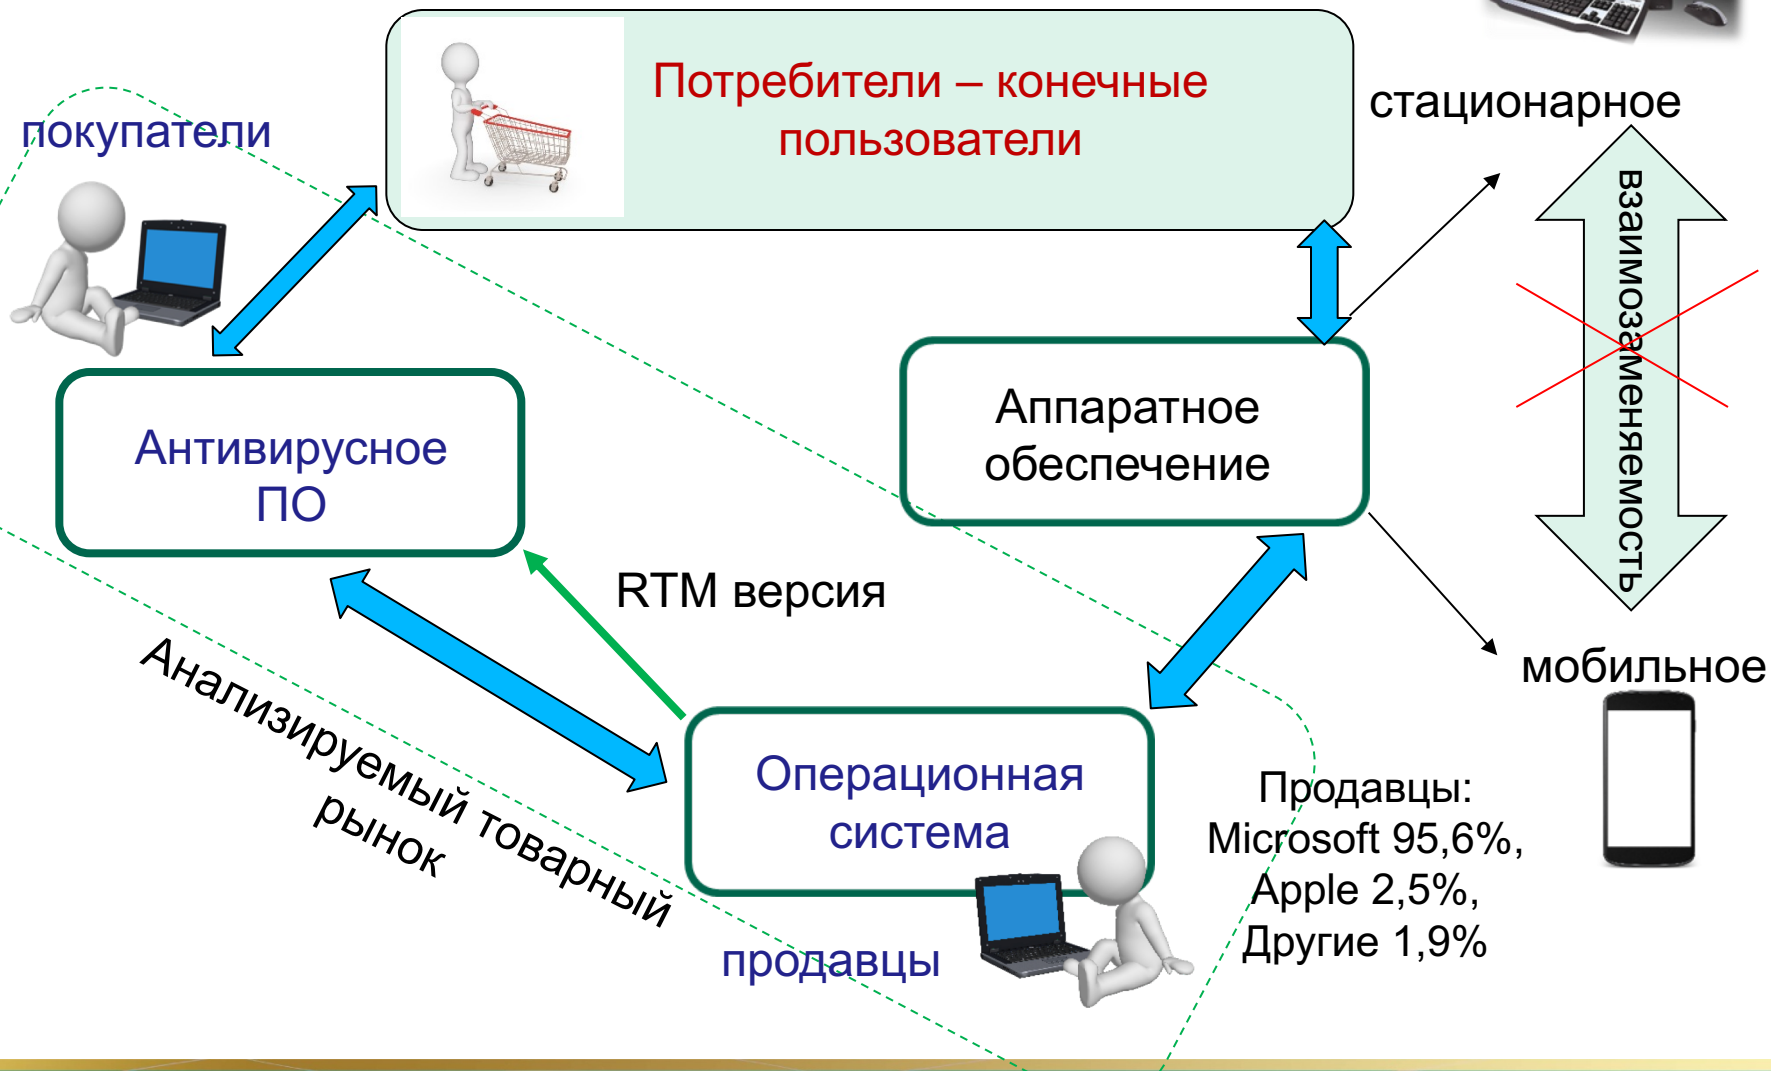 Потребители – конечные
пользователи
стационарное
покупатели
взаимозаменяемость
Аппаратное
обеспечение
Антивирусное
ПО
RTM версия
мобильное
Анализируемый товарный
рынок
Операционная
система
Продавцы:
Microsoft 95,6%,
Apple 2,5%,
Другие 1,9%
продавцы